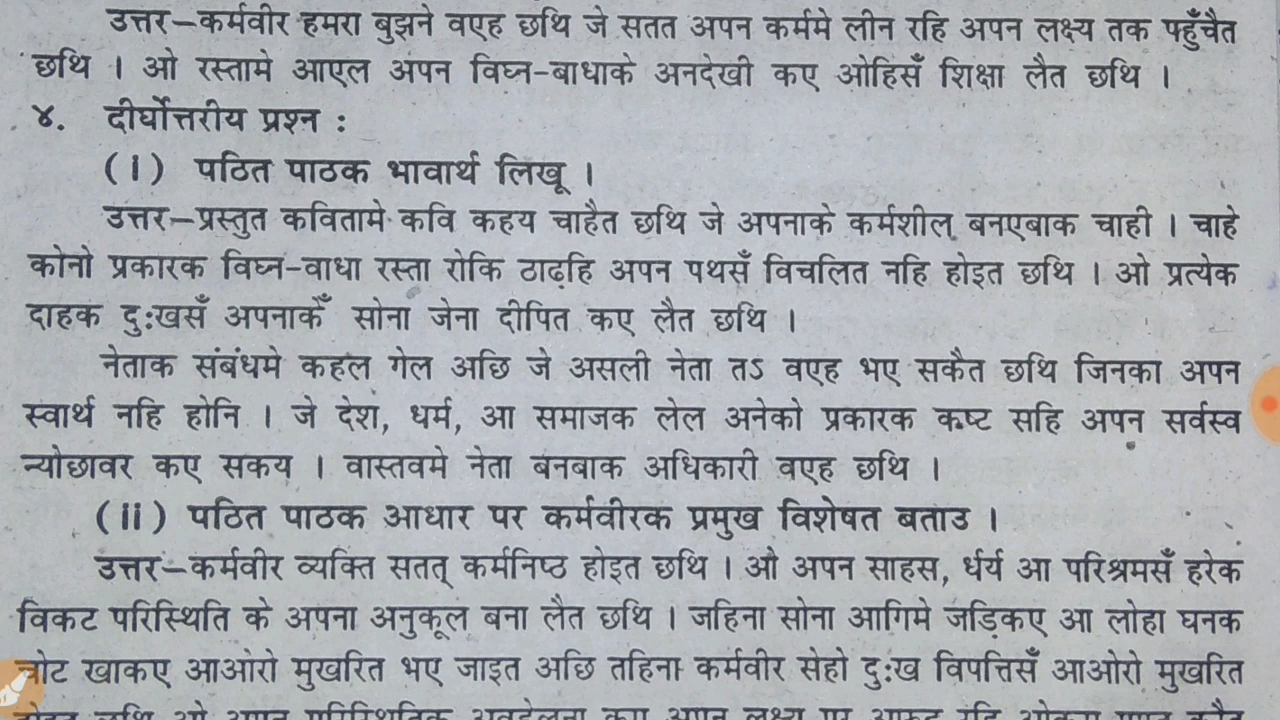 उत्तर–कर्मवीर हमरा बुझने वएह छथि जे सतत अपन कर्ममे लीन रहि अपन लक्ष्य तक पहुँचैत
छथि । ओ रस्तामे आएल अपन विघ्न-बाधाके अनदेखी कए ओहिसँ शिक्षा लैत छथि ।
४. दीर्घोत्तरीय प्रश्न :
(i) पठित पाठक भावार्थ लिखू ।
उत्तर–प्रस्तुत कवितामे कवि कहय चाहैत छथि जे अपनाके कर्मशील बनएबाक चाही । चाहे
कोनो प्रकारक विघ्न-वाधा रस्ता रोकि ठाढ़हि अपन पथसँ विचलित नहि होइत छथि । ओ प्रत्येक
दाहक दुःखसँ अपनाकेँ सोना जेना दीपित कए लैत छथि ।
नेताक संबंधमे कहल गेल अछि जे असली नेता तऽ वएह भए सकैत छथि जिनका अपन
स्वार्थ नहि होनि । जे देश, धर्म, आ समाजक लेल अनेको प्रकारक कष्ट सहि अपन सर्वस्व
न्योछावर कए सकय । वास्तवमे नेता बनबाक अधिकारी वएह छथि ।
(ii) पठित पाठक आधार पर कर्मवीरक प्रमुख विशेषत बताउ ।
उत्तर–कर्मवीर व्यक्ति सतत् कर्मनिष्ठ होइत छथि । औ अपन साहस, र्धर्य आ परिश्रमसँ हरेक
विकट परिस्थिति के अपना अनुकूल बना लैत छथि । जहिना सोना आगिमे जड़िकए आ लोहा घनक
चोट खाकए आओरो मुखरित भए जाइत अछि तहिना कर्मवीर सेहो दुःख विपत्तिसँ आओरो मुखरित